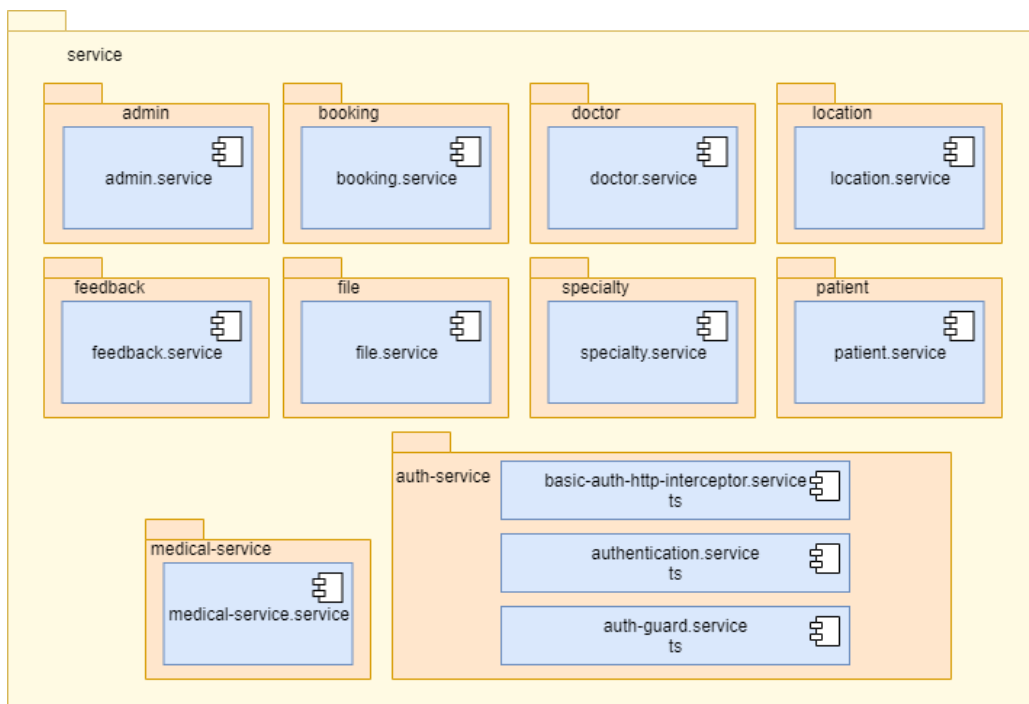 service
admin
admin.service
booking
booking.service
doctor
doctor.service
location
location.service
feedback
feedback.service
file
file.service
specialty
specialty.service
patient
patient.service
medical-service
medical-service.service
auth-service
basic-auth-http-interceptor.service
ts
authentication.service
ts
auth-guard.service
ts